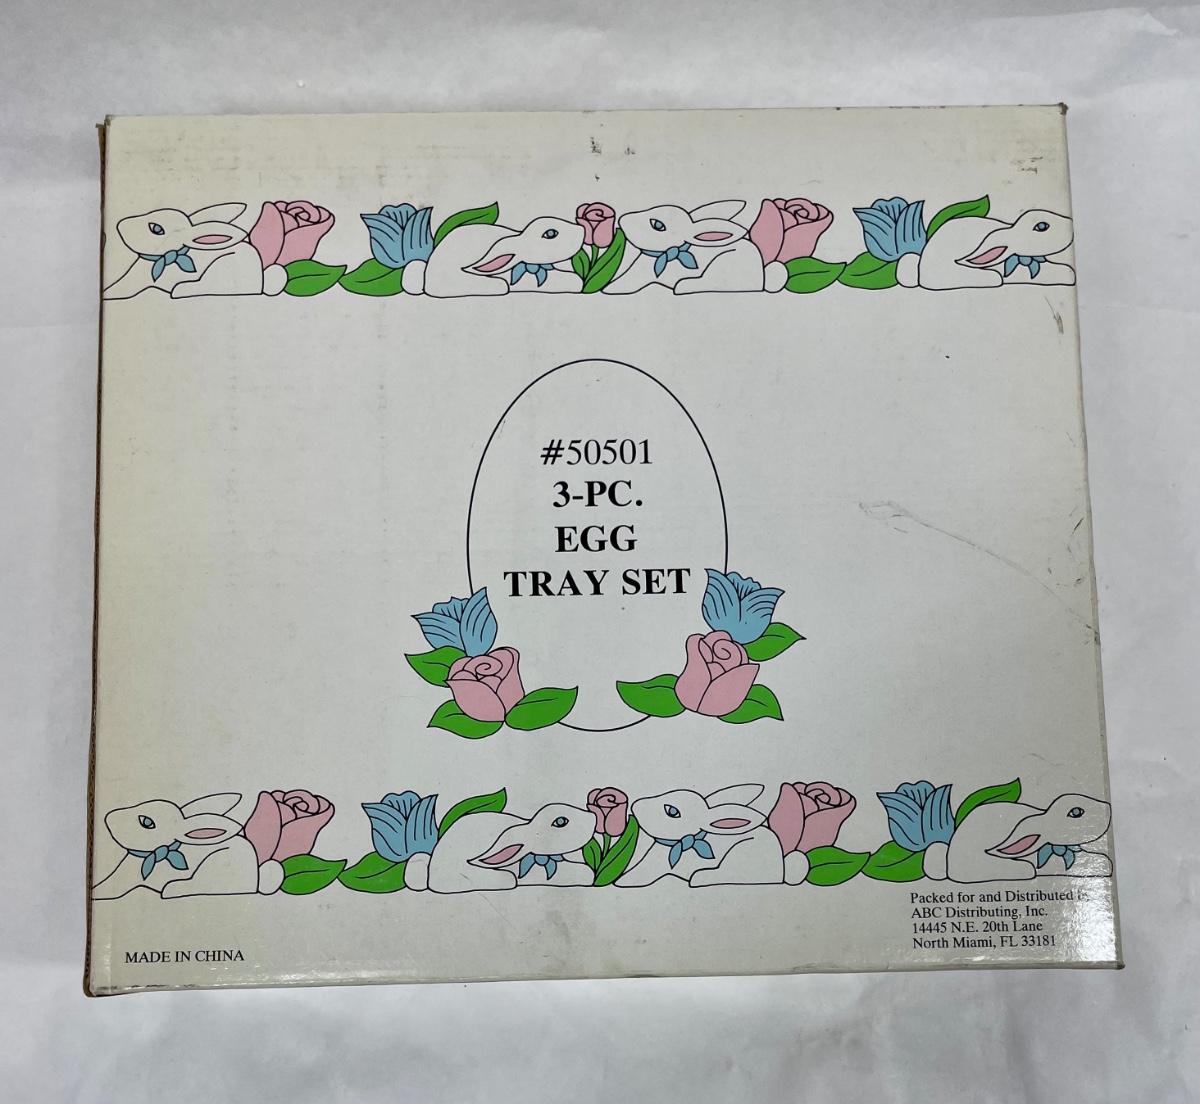 #50501
3-PC.
EGG
TRAY SET
Packed for and Distributed
ABC Distributing, Inc.
14445 N.E. 20th Lane
North Miami, FL 33181
MADE IN CHINA